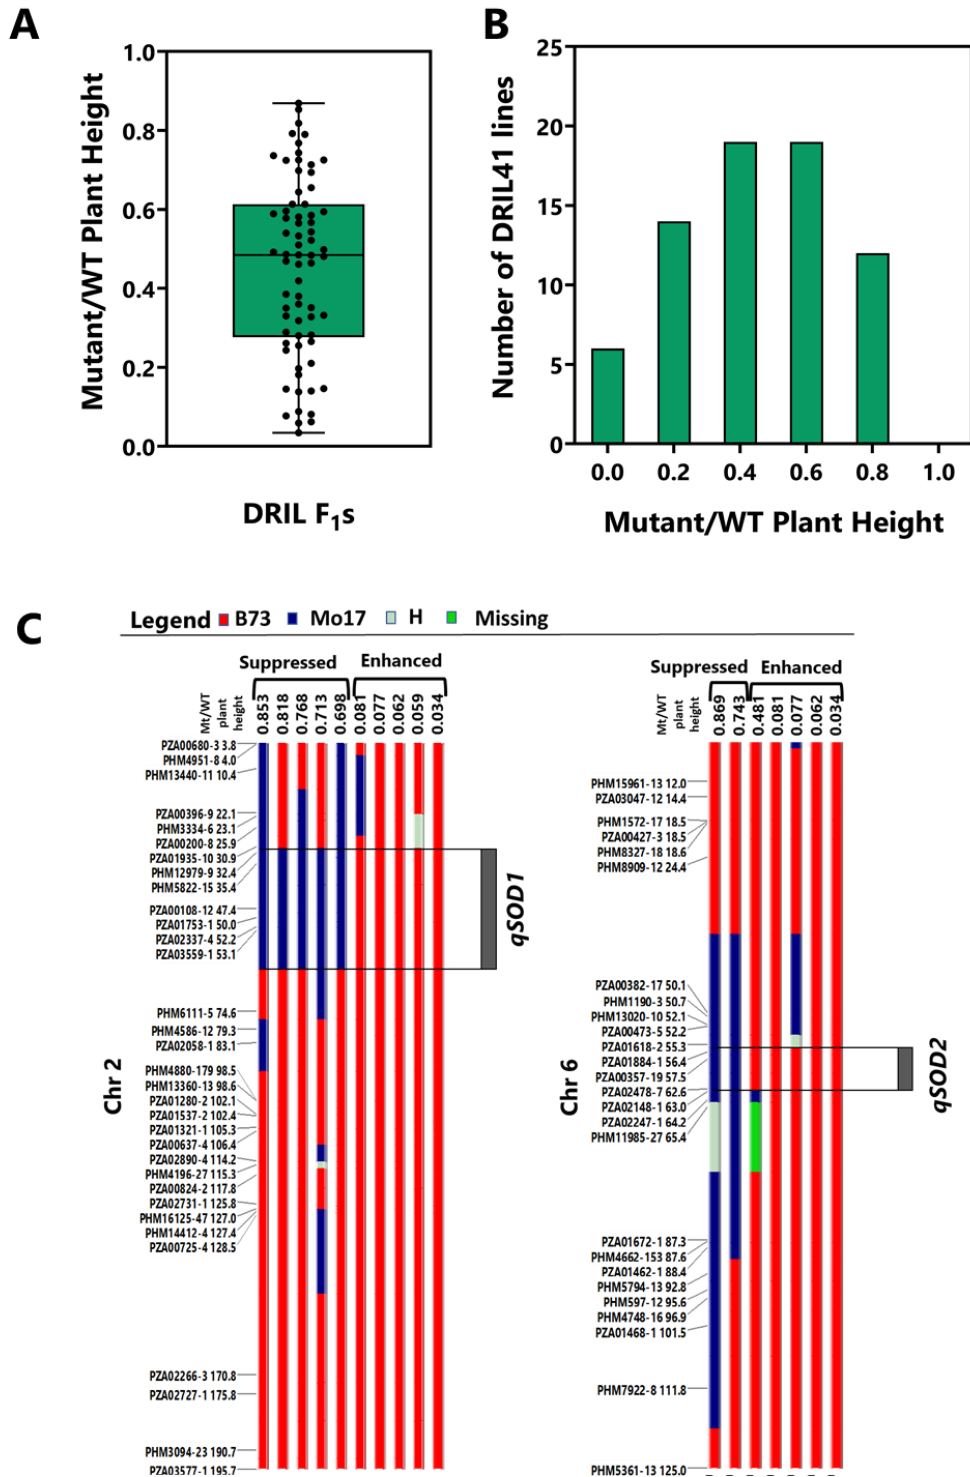 A
Mutant/WT Plant Height
1.0
0.8
0.6
0.4
0.2
0.0
DRIL F1s
B
Number of DRIL41 lines
25
20
15
10
5
0
0.0 0.2 0.4 0.6 0.8 1.0
Mutant/WT Plant Height
C
Legend B73 Mo17 H Missing
Suppressed Enhanced
Mt/WT
plant
height
0.853 0.818 0.768 0.713 0.698 0.081 0.077 0.062 0.059 0.034
Chr 2
PZA00680-3 3.8
PHM4951-8 4.0
PHM13440-11 10.4
PZA00396-9 22.1
PHM3334-6 23.1
PZA00200-8 25.9
PZA01935-10 30.9
PHM12979-9 32.4
PHM5822-15 35.4
PZA00108-12 47.4
PZA01753-1 50.0
PZA02337-4 52.2
PZA03559-1 53.1
PHM6111-5 74.6
PHM4586-12 79.3
PZA02058-1 83.1
PHM4880-179 98.5
PHM13360-13 98.6
PZA01280-2 102.1
PZA01537-2 102.4
PZA01321-1 105.3
PZA00637-4 106.4
PZA02890-4 114.2
PHM4196-27 115.3
PZA00824-2 117.8
PZA02731-1 125.8
PHM16125-47 127.0
PHM14412-4 127.4
PZA00725-4 128.5
PZA02266-3 170.8
PZA02727-1 175.8
PHM3094-23 190.7
PZA03577-1 195.7
qSOD1
Suppressed Enhanced
Mt/WT
plant
height
0.869 0.743 0.481 0.081 0.077 0.062 0.034
Chr 6
PHM15961-13 12.0
PZA03047-12 14.4
PHM1572-17 18.5
PZA00427-3 18.5
PHM8327-18 18.6
PHM8909-12 24.4
PZA00382-17 50.1
PHM1190-3 50.7
PHM13020-10 52.1
PZA00473-5 52.2
PZA01618-2 55.3
PZA01884-1 56.4
PZA00357-19 57.5
PZA02478-7 62.6
PZA02148-1 63.0
PZA02247-1 64.2
PHM11985-27 65.4
PZA01672-1 87.3
PHM4662-153 87.6
PZA01462-1 88.4
PHM5794-13 92.8
PHM597-12 95.6
PHM4748-16 96.9
PZA01468-1 101.5
PHM7922-8 111.8
PHM5361-13 125.0
qSOD2